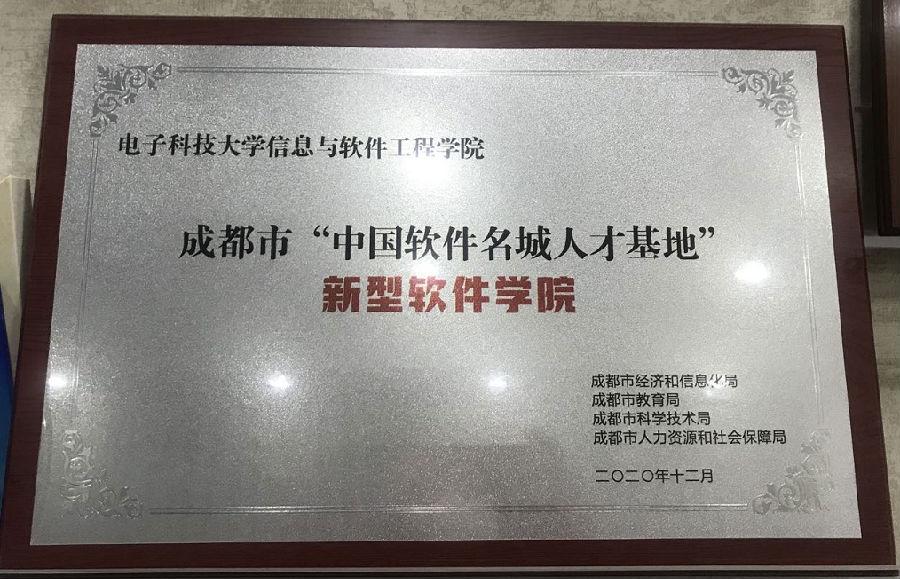 电子科技大学信息与软件工程学院
成都市“中国软件名城人才基地”
新型软件学院
成都市经济和信息化局
成都市教育局
成都市科学技术局
成都市人力资源和社会保障局
二〇二〇年十二月